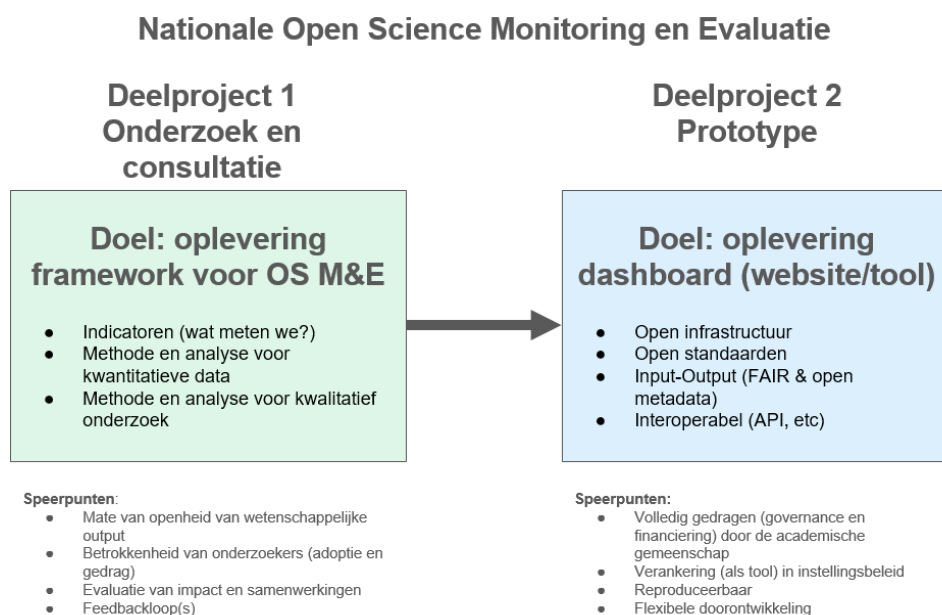 Nationale Open Science Monitoring en Evaluatie
Deelproject 1
Onderzoek en
consultatie
Doel: oplevering
framework voor OS M&E
● Indicatoren (wat meten we?)
● Methode en analyse voor
kwantitatieve data
● Methode en analyse voor kwalitatief
onderzoek
Speerpunten:
● Mate van openheid van wetenschappelijke
output
● Betrokkenheid van onderzoekers (adoptie en
gedrag)
● Evaluatie van impact en samenwerkingen
● Feedbackloop(s)
Deelproject 2
Prototype
Doel: oplevering
dashboard (website/tool)
● Open infrastructuur
● Open standaarden
● Input-Output (FAIR & open
metadata)
● Interoperabel (API, etc)
Speerpunten:
● Volledig gedragen (governance en
financiering) door de academische
gemeenschap
● Verankering (als tool) in instellingsbeleid
● Reproduceerbaar
● Flexibele doorontwikkeling